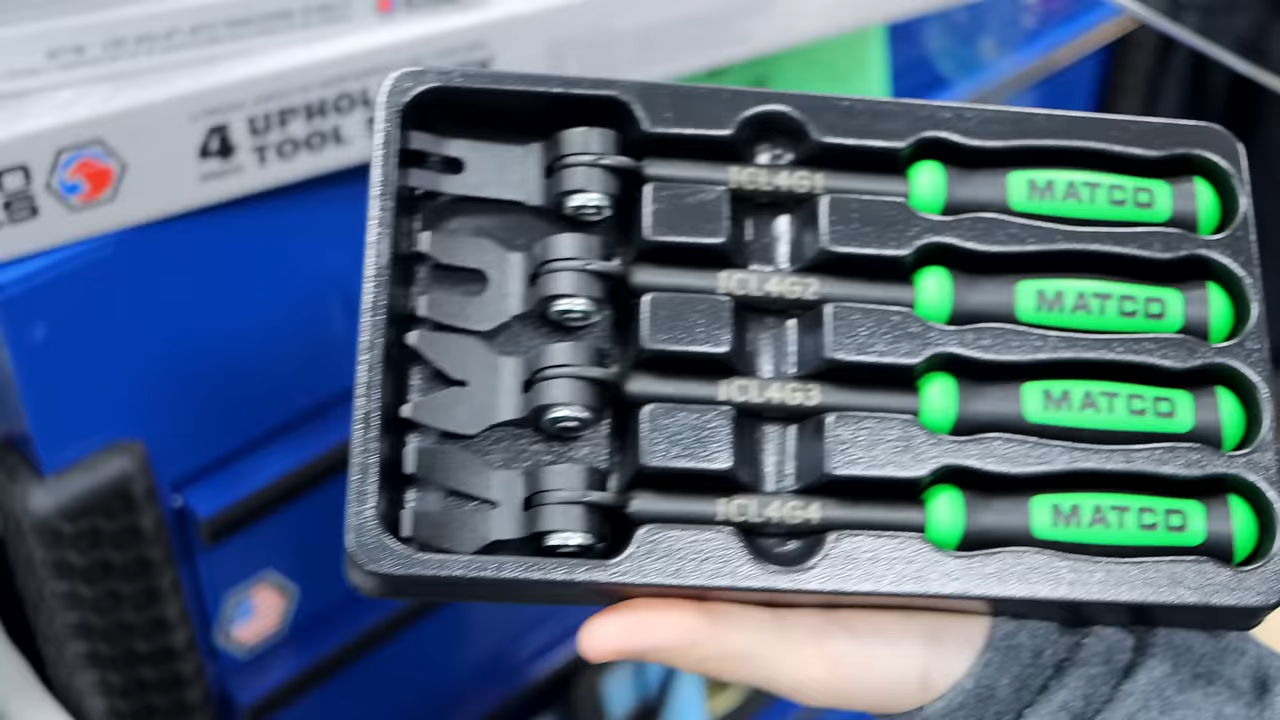 4 UPHOL
TOOL
ICL4G1
MATCO
ICL4G2
MATCO
ICL4G3
MATCO
ICL4G4
MATCO